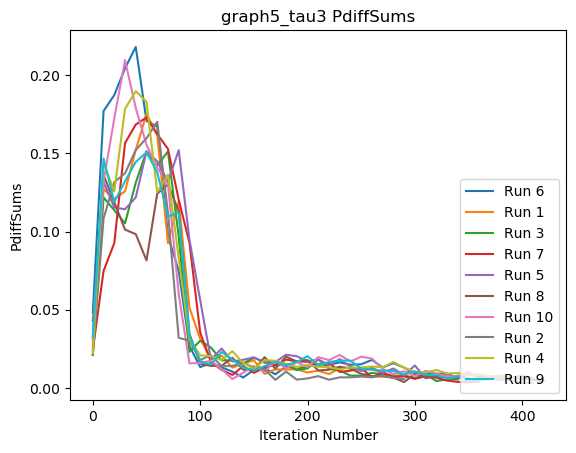 graph5_tau3 PdiffSums
PdiffSums
0.20
0.15
0.10
0.05
0.00
Run 6
Run 1
Run 3
Run 7
Run 5
Run 8
Run 10
Run 2
Run 4
Run 9
0 100 200 300 400
Iteration Number